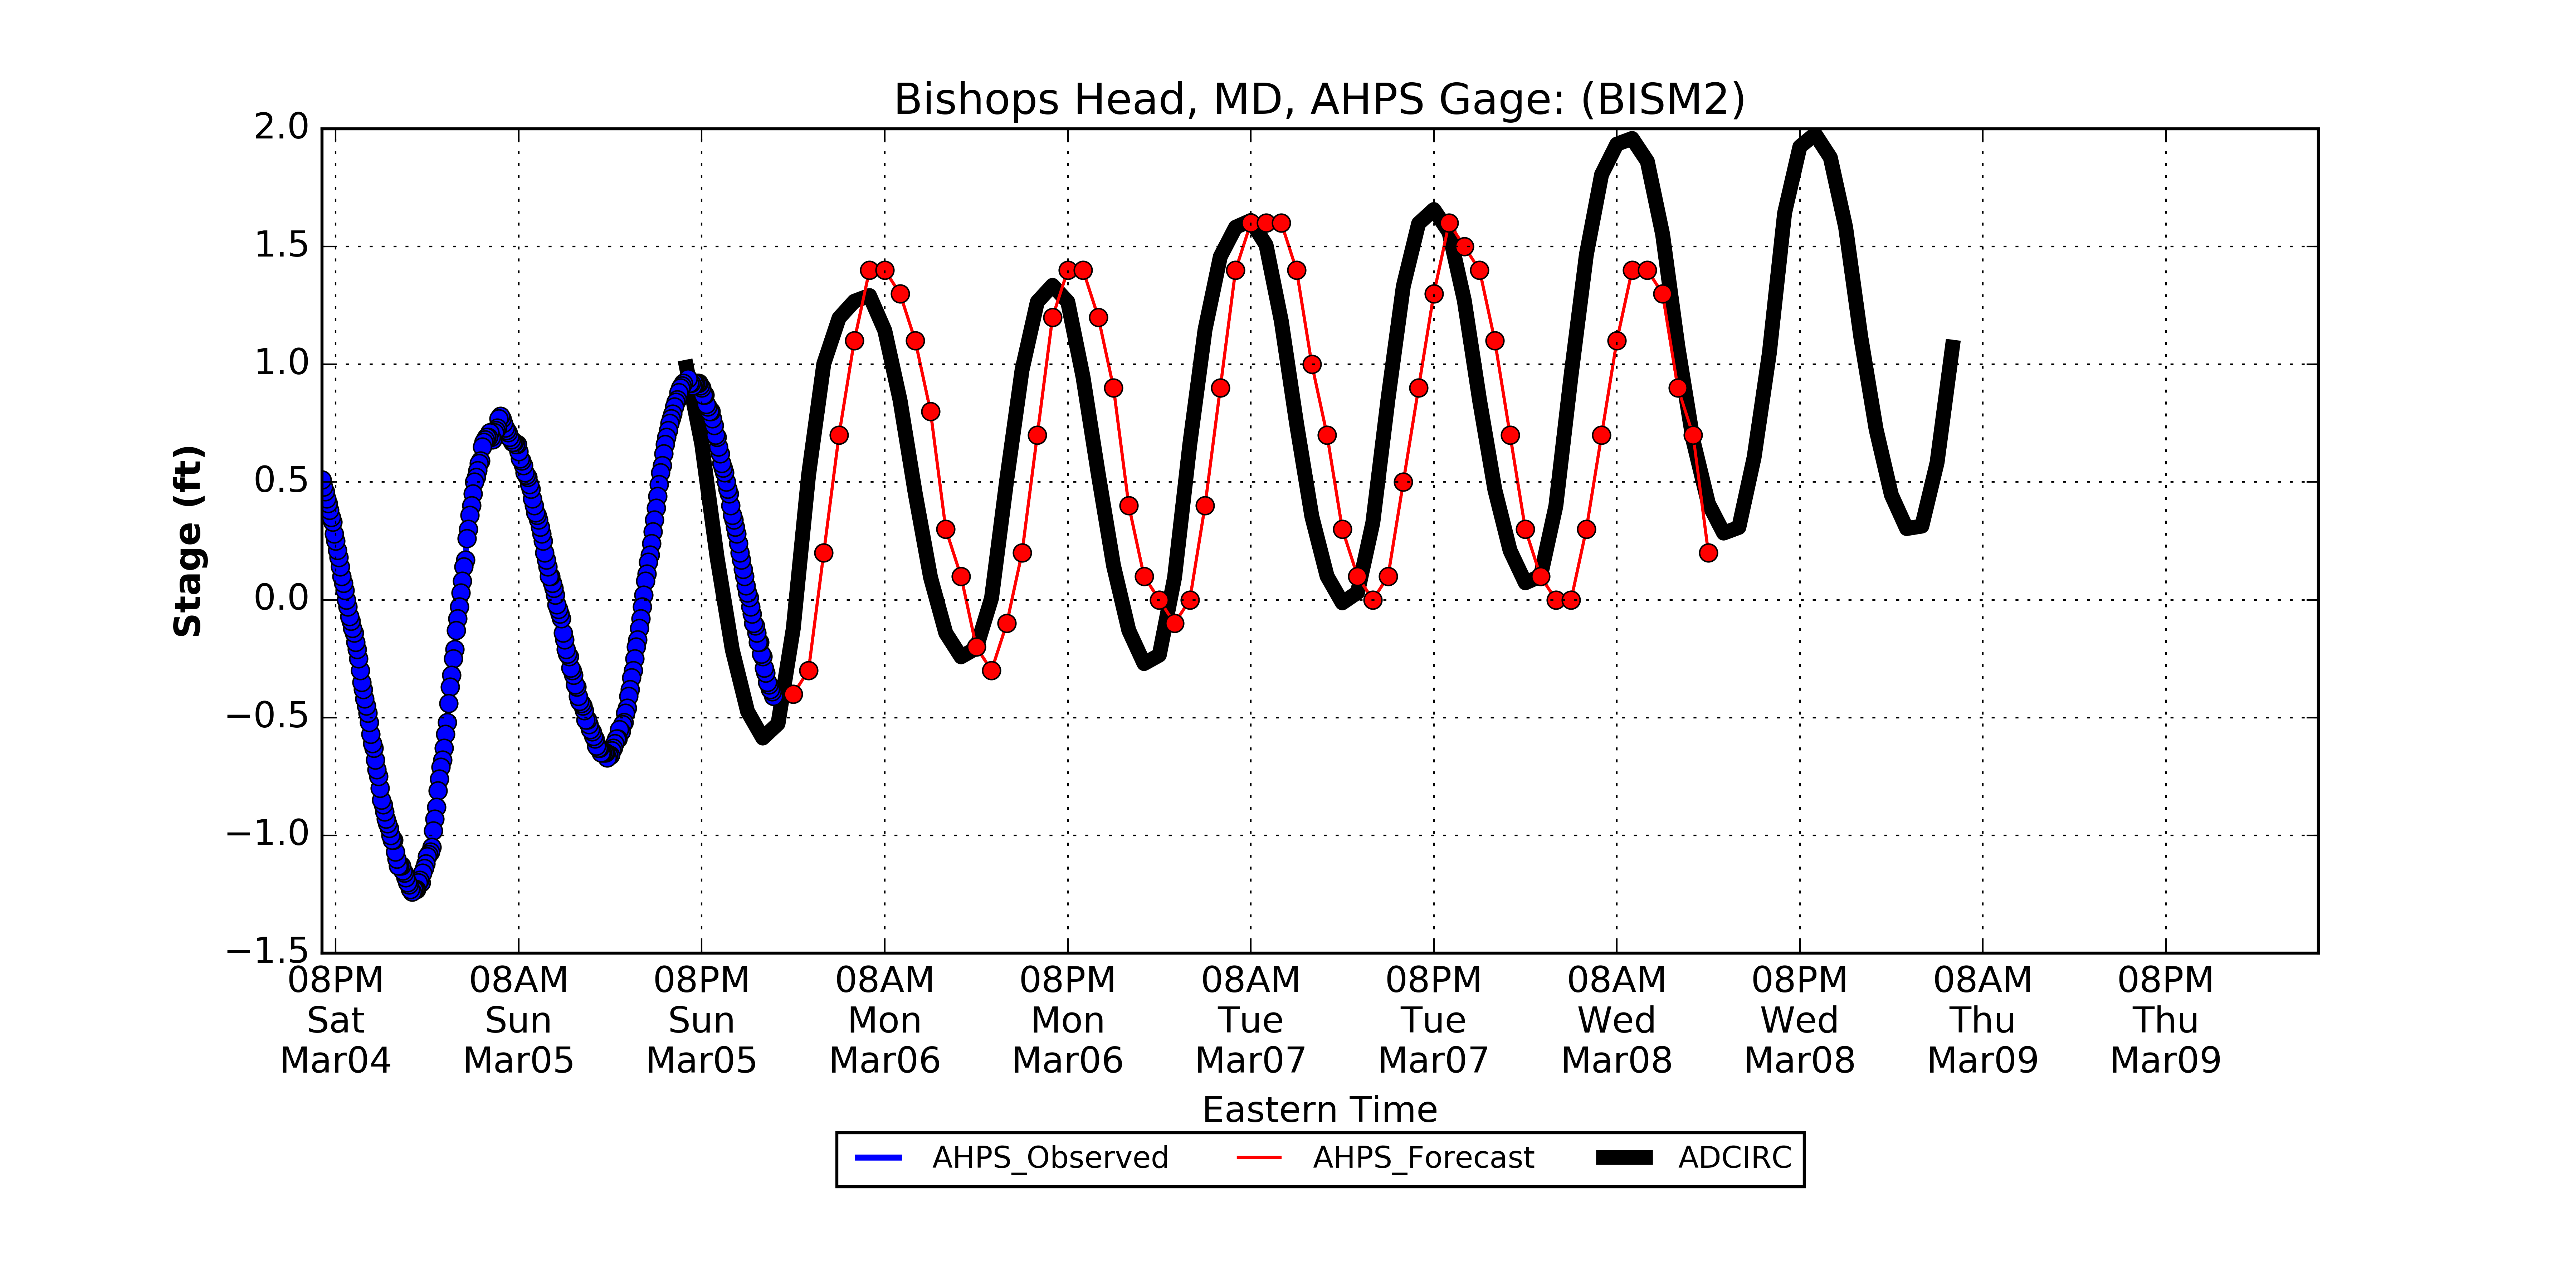 Bishops Head, MD, AHPS Gage: (BISM2)
2.0
1.5
1.0
0.5
0.0
−0.5
−1.0
−1.5
Stage (ft)
08PM 08AM 08PM 08AM 08PM 08AM 08PM 08AM 08PM 08AM 08PM
Sat Sun Sun Mon Mon Tue Tue Wed Wed Thu Thu
Mar04 Mar05 Mar05 Mar06 Mar06 Mar07 Mar07 Mar08 Mar08 Mar09 Mar09
Eastern Time
AHPS_Observed AHPS_Forecast ADCIRC